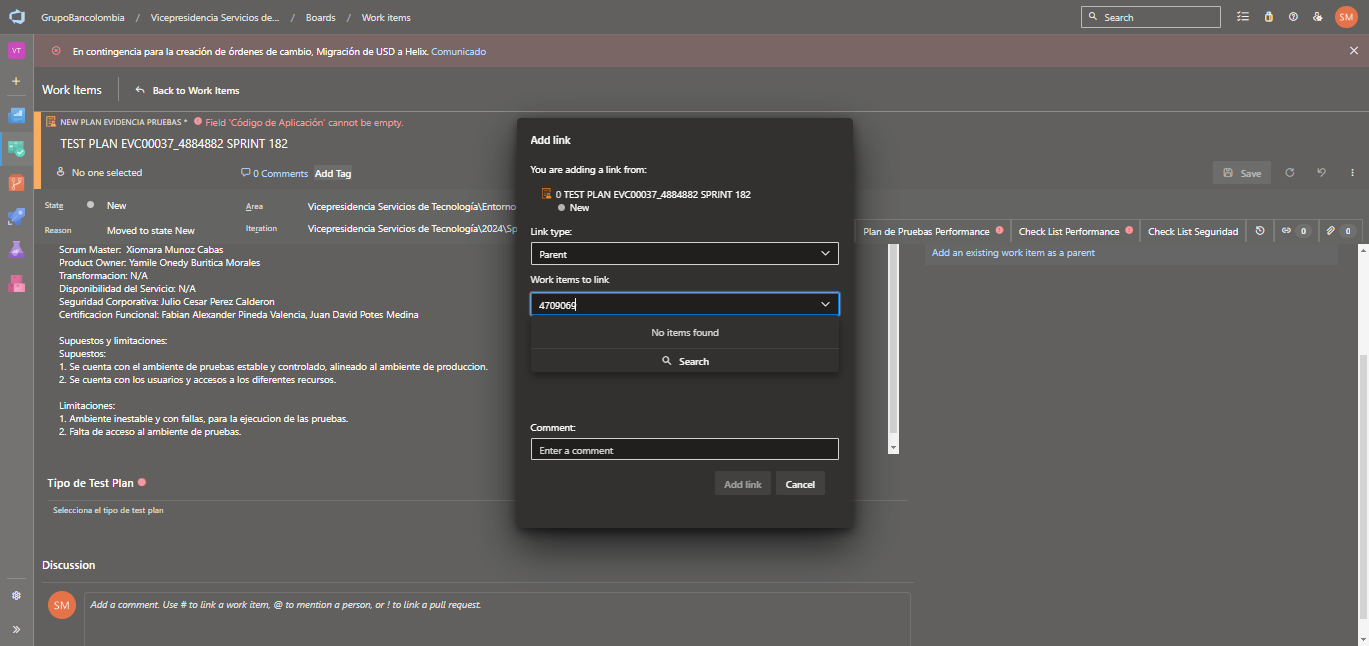 GrupoBancolombia / Vicepresidencia Servicios de... / Boards / Work items
Search
SM
VT
En contingencia para la creación de órdenes de cambio, Migración de USD a Helix. Comunicado
Work Items
Back to Work Items
NEW PLAN EVIDENCIA PRUEBAS *
Field 'Código de Aplicación' cannot be empty.
TEST PLAN EVC00037_4884882 SPRINT 182
No one selected
0 Comments
Add Tag
Save
State
New
Area
Vicepresidencia Servicios de Tecnología\Entorno
Reason
Moved to state New
Iteration
Vicepresidencia Servicios de Tecnología\2024\Sp
Plan de Pruebas Performance
Check List Performance
Check List Seguridad
0
0
Scrum Master: Xiomara Munoz Cabas
Product Owner: Yamile Onedy Buritica Morales
Transformacion: N/A
Disponibilidad del Servicio: N/A
Seguridad Corporativa: Julio Cesar Perez Calderon
Certificacion Funcional: Fabian Alexander Pineda Valencia, Juan David Potes Medina
Supuestos y limitaciones:
Supuestos:
1. Se cuenta con el ambiente de pruebas estable y controlado, alineado al ambiente de produccion.
2. Se cuenta con los usuarios y accesos a los diferentes recursos.
Limitaciones:
1. Ambiente inestable y con fallas, para la ejecucion de las pruebas.
2. Falta de acceso al ambiente de pruebas.
Tipo de Test Plan
Selecciona el tipo de test plan
Discussion
SM
Add a comment. Use # to link a work item, @ to mention a person, or ! to link a pull request.
Add an existing work item as a parent
Add link
You are adding a link from:
0 TEST PLAN EVC00037_4884882 SPRINT 182
New
Link type:
Parent
Work items to link
4709069
No items found
Search
Comment:
Enter a comment
Add link
Cancel